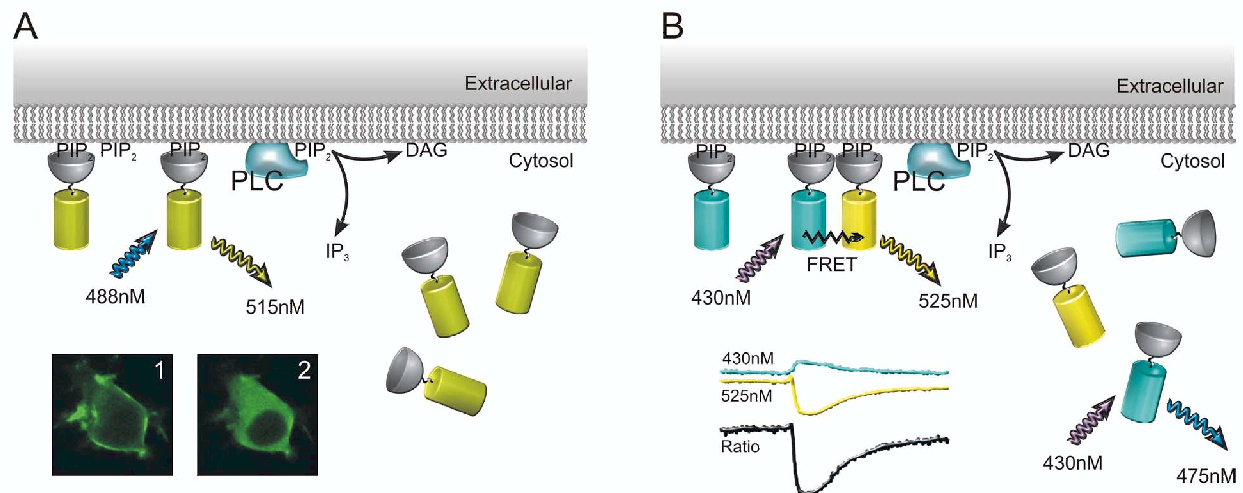 A
Extracellular
PIP2 PIP2 PIP2 PIP2 DAG
Cytosol
PLC
IP3
488nM
515nM
1 2
B
Extracellular
PIP2 PIP2 PIP2 PIP2 DAG
Cytosol
PLC
IP3
FRET
430nM
525nM
430nM
525nM
Ratio
430nM
475nM